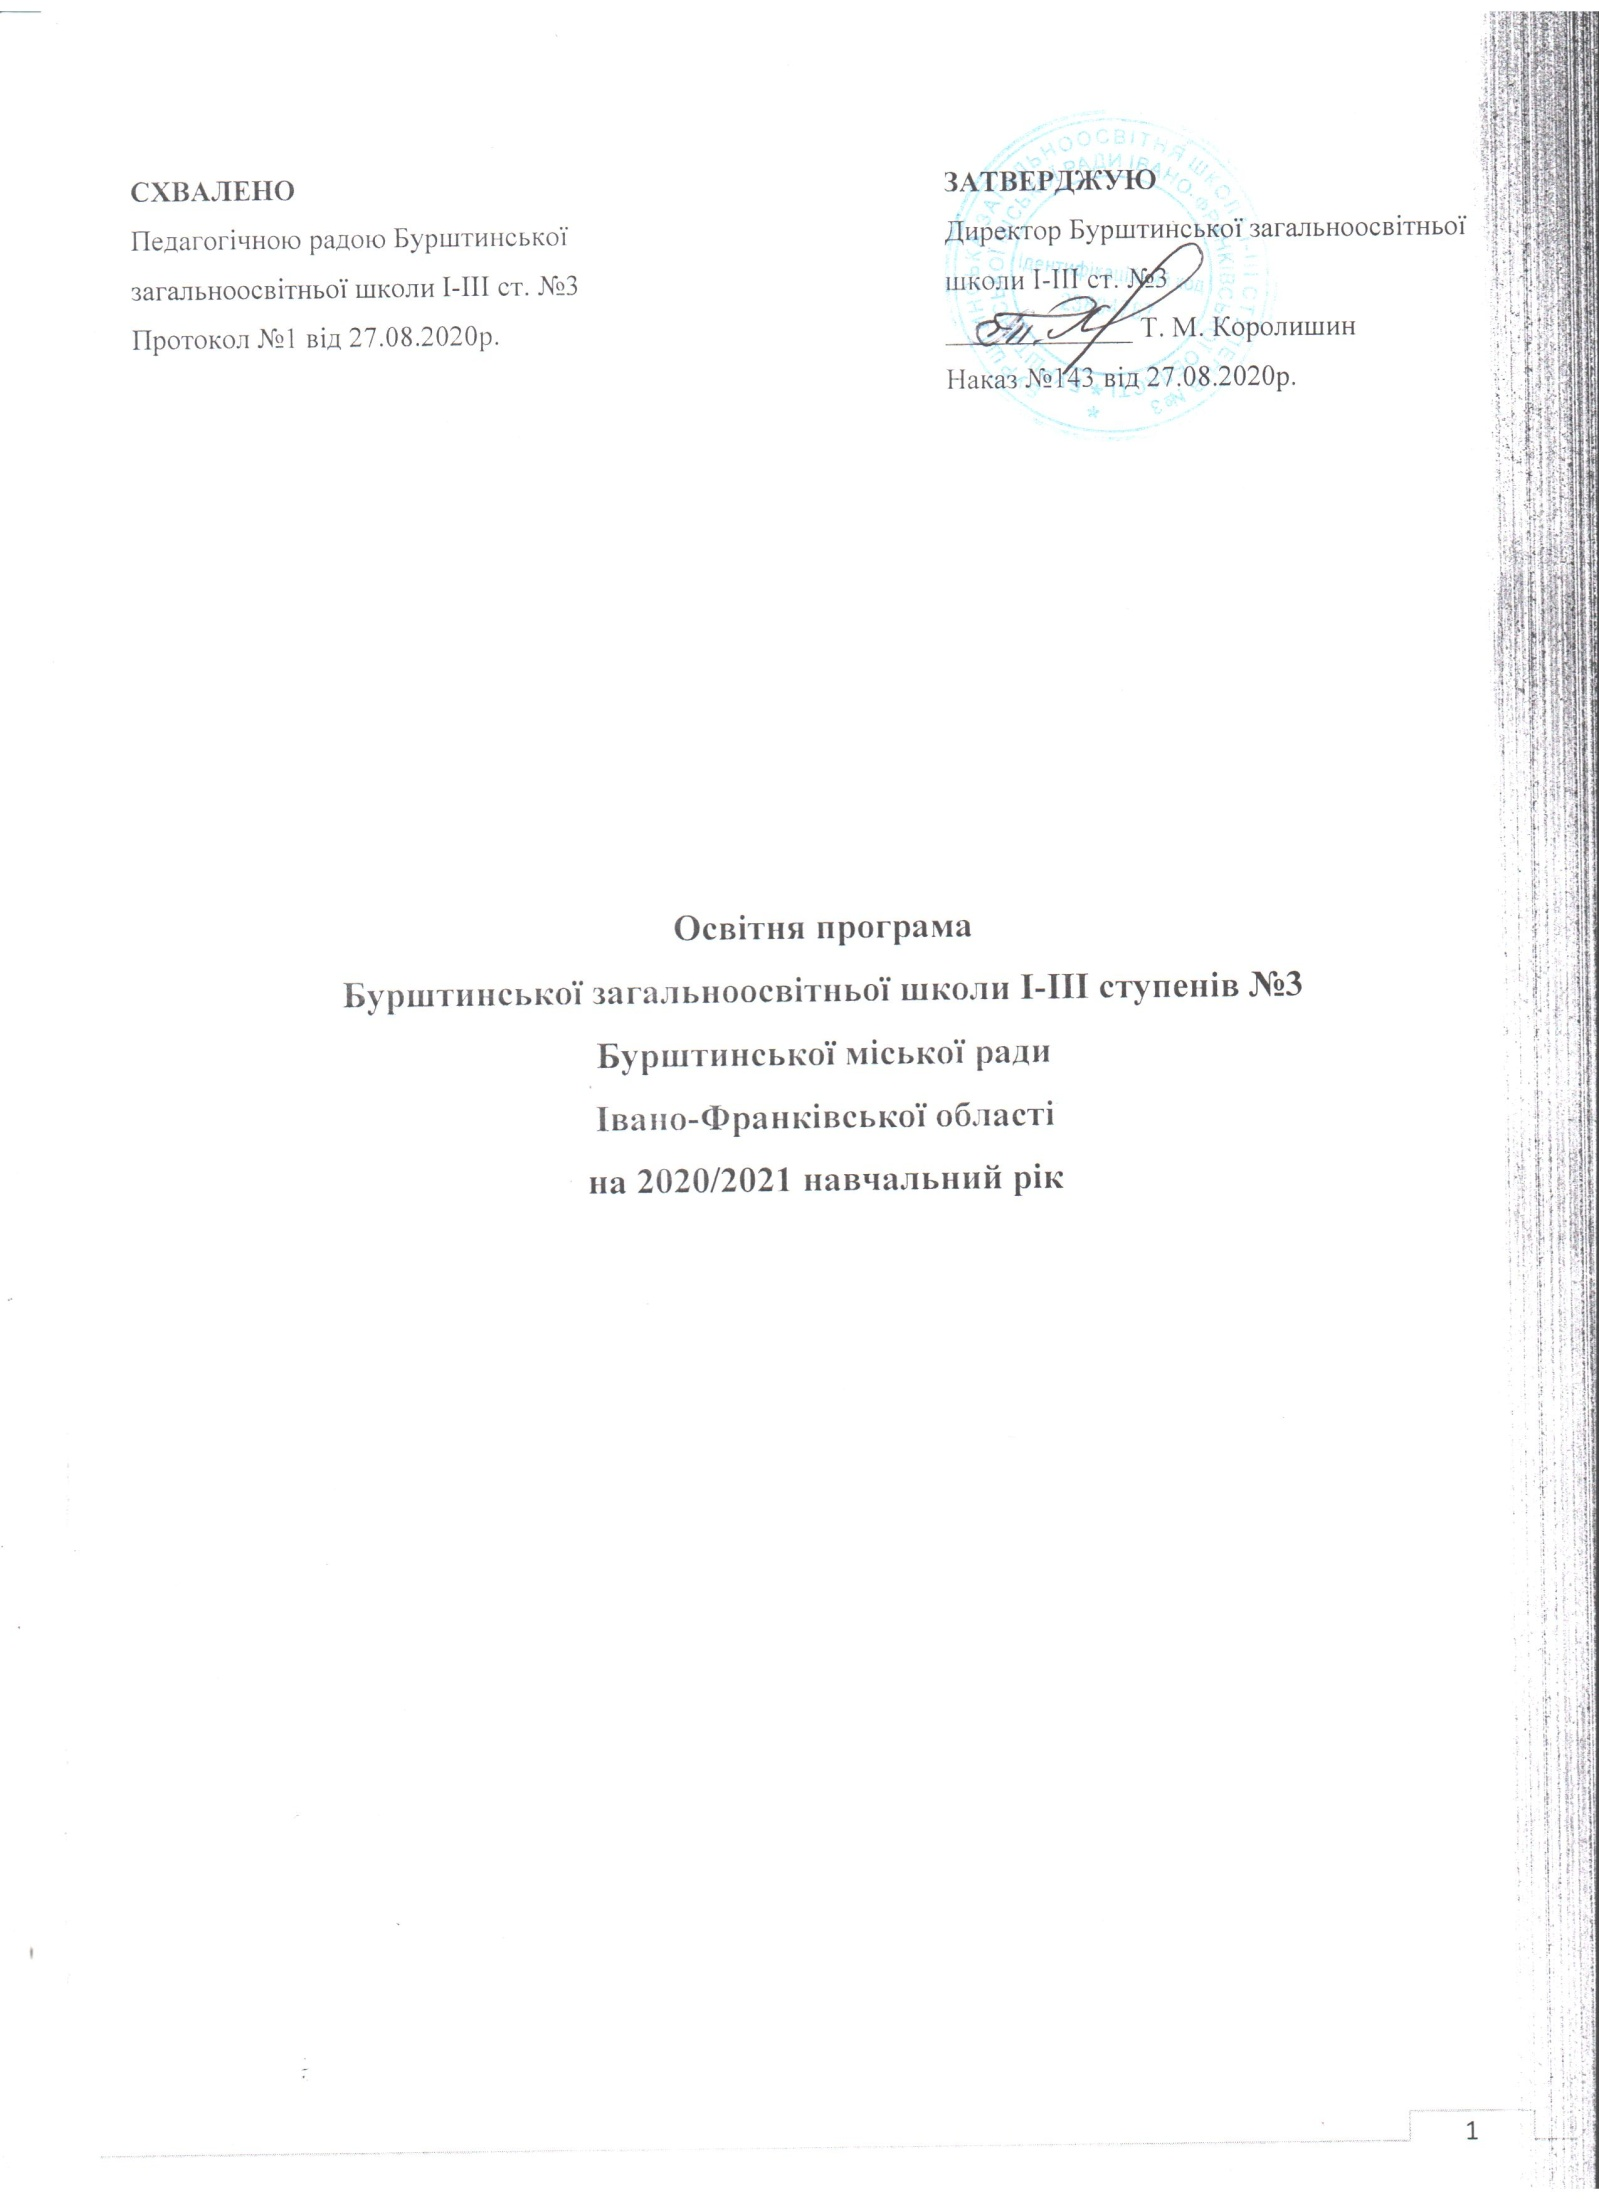 СХВАЛЕНО
Педагогічною радою Бурштинської
загальноосвітньої школи І-ІІІ ст. №3
Протокол №1 від 27.08.2020р.
ЗАТВЕРДЖУЮ
Директор Бурштинської загальноосвітньої
школи І-ІІІ ст. №3
Т. М. Королишин
Наказ №143 від 27.08.2020р.
Освітня програма
Бурштинської загальноосвітньої школи І-ІІІ ступенів №3
Бурштинської міської ради
Івано-Франківської області
на 2020/2021 навчальний рік
1